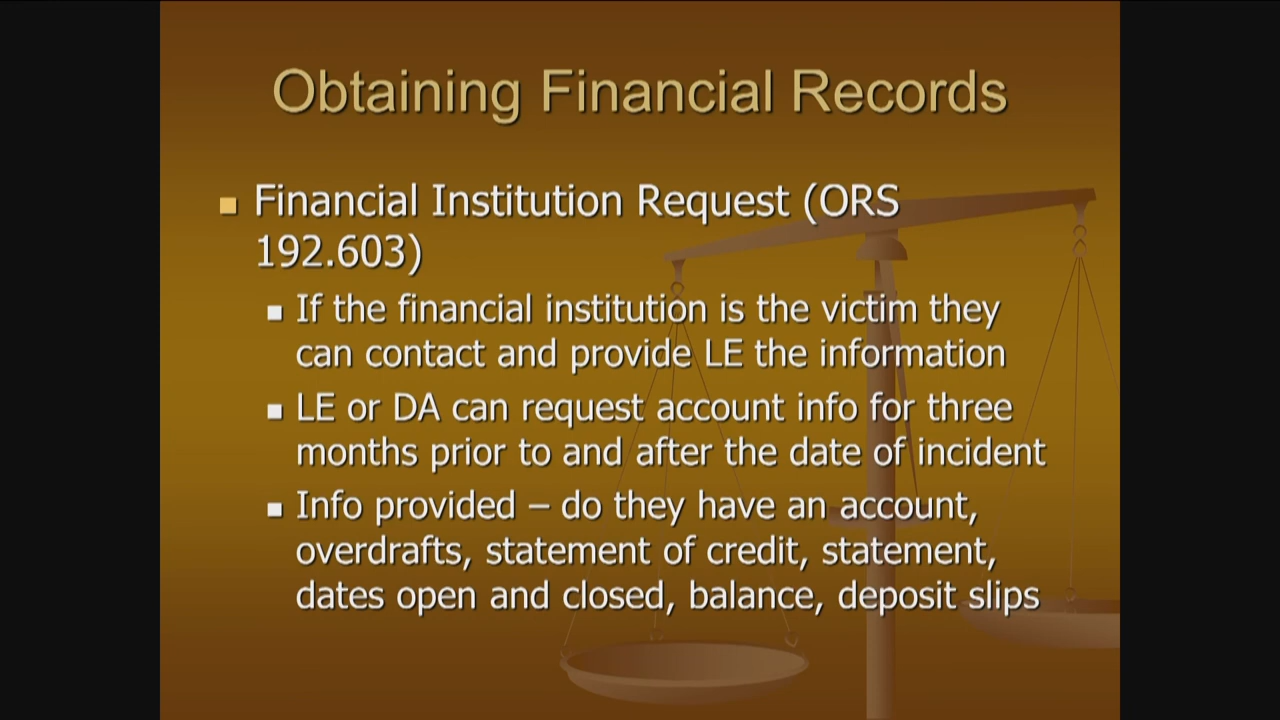 Obtaining Financial Records
Financial Institution Request (ORS
192.603)
If the financial institution is the victim they
can contact and provide LE the information
LE or DA can request account info for three
months prior to and after the date of incident
Info provided – do they have an account,
overdrafts, statement of credit, statement,
dates open and closed, balance, deposit slips